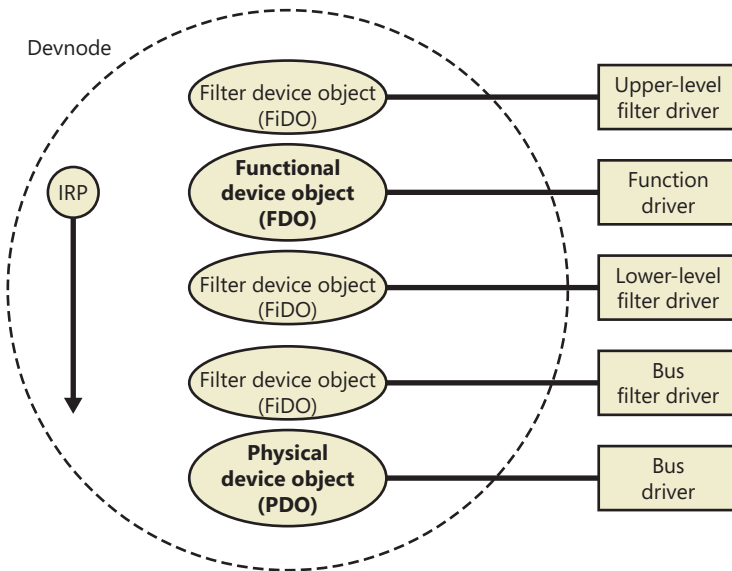 Devnode
Filter device object
(FiDO)
Upper-level
filter driver
IRP
Functional
device object
(FDO)
Function
driver
Filter device object
(FiDO)
Lower-level
filter driver
Filter device object
(FiDO)
Bus
filter driver
Physical
device object
(PDO)
Bus
driver